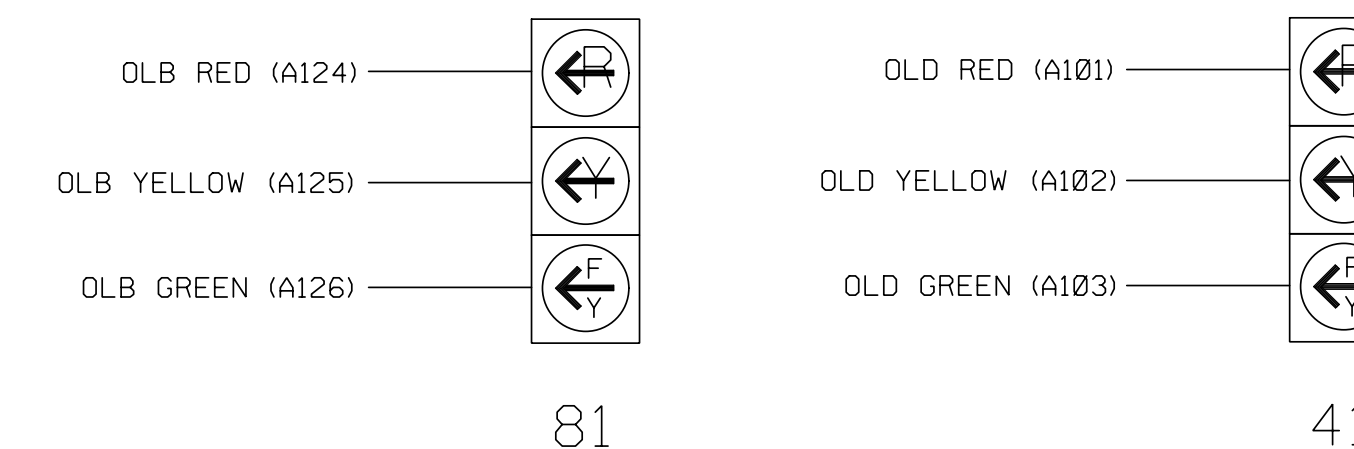 OLB RED (A124)
R
OLB YELLOW (A125)
Y
OLB GREEN (A126)
F
Y
81
OLD RED (A1Ø1)
OLD YELLOW (A1Ø2)
OLD GREEN (A1Ø3)